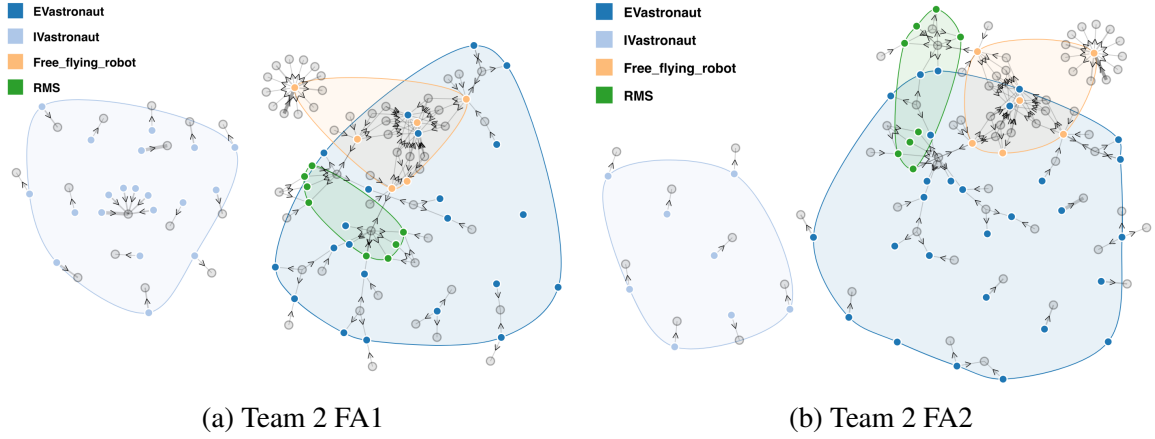 EVastronaut
IVastronaut
Free_flying_robot
RMS
EVastronaut
IVastronaut
Free_flying_robot
RMS
(a) Team 2 FA1
(b) Team 2 FA2